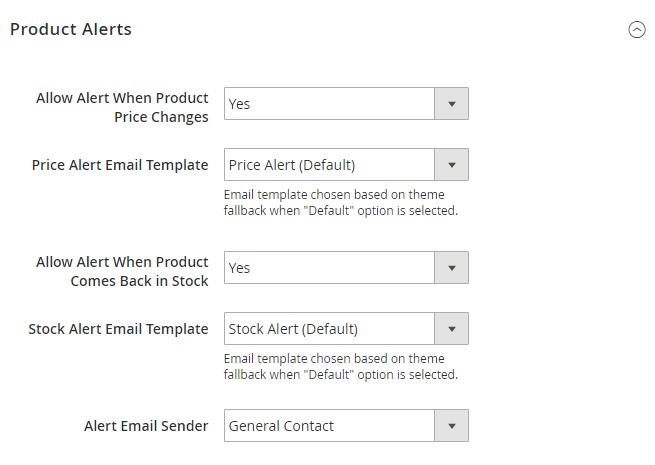 Product Alerts
Allow Alert When Product
Price Changes
Yes
Price Alert Email Template
Price Alert (Default)
Email template chosen based on theme
fallback when "Default" option is selected.
Allow Alert When Product
Comes Back in Stock
Yes
Stock Alert Email Template
Stock Alert (Default)
Email template chosen based on theme
fallback when "Default" option is selected.
Alert Email Sender
General Contact